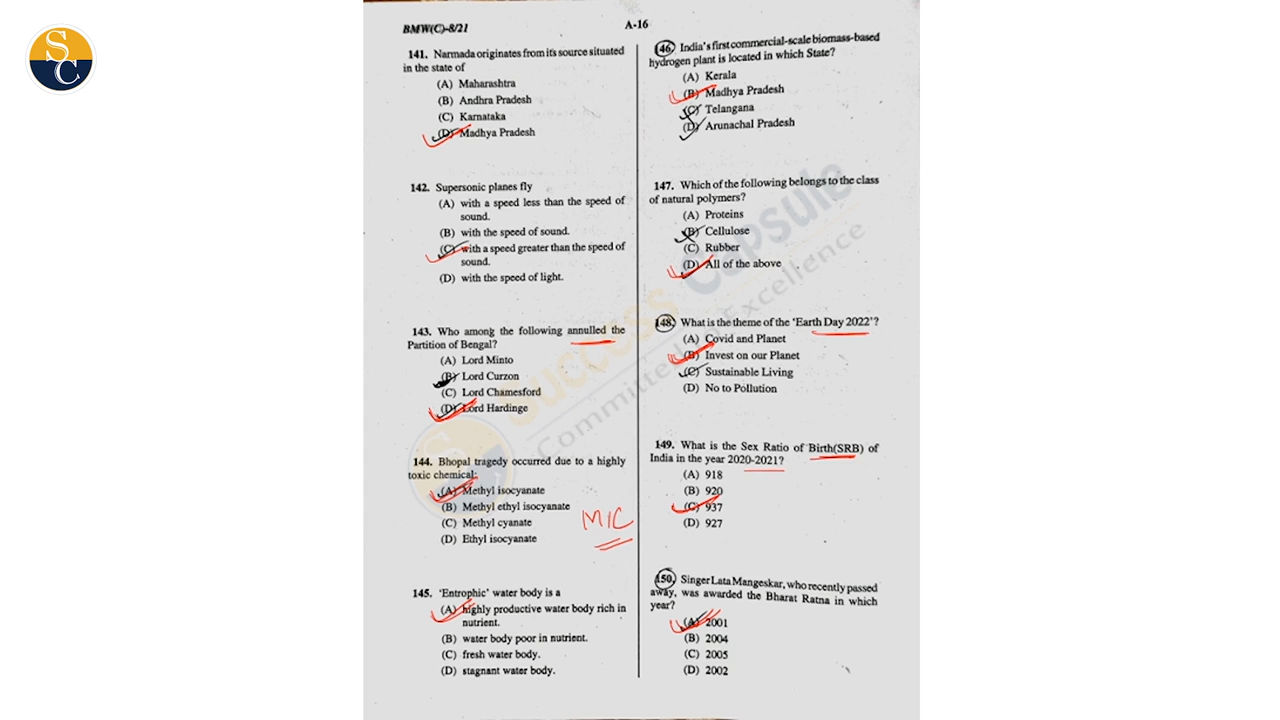 S
C
BMW(C)-8/21
A-16
141. Narmada originates from its source situated
in the state of
(A) Maharashtra
(B) Andhra Pradesh
(C) Karnataka
(D) Madhya Pradesh
142. Supersonic planes fly
(A) with a speed less than the speed of
sound.
(B) with the speed of sound.
(C) with a speed greater than the speed of
sound.
(D) with the speed of light.
143. Who among the following annulled the
Partition of Bengal?
(A) Lord Minto
(B) Lord Curzon
(C) Lord Chamesford
(D) Lord Hardinge
144. Bhopal tragedy occurred due to a highly
toxic chemical:
(A) Methyl isocyanate
(B) Methyl ethyl isocyanate
(C) Methyl cyanate
(D) Ethyl isocyanate
MIC
145. 'Entrophic' water body is a
(A) highly productive water body rich in
nutrient.
(B) water body poor in nutrient.
(C) fresh water body.
(D) stagnant water body.
146. India's first commercial-scale biomass-based
hydrogen plant is located in which State?
(A) Kerala
(B) Madhya Pradesh
(C) Telangana
(D) Arunachal Pradesh
147. Which of the following belongs to the class
of natural polymers?
(A) Proteins
(B) Cellulose
(C) Rubber
(D) All of the above
148. What is the theme of the 'Earth Day 2022'?
(A) Covid and Planet
(B) Invest on our Planet
(C) Sustainable Living
(D) No to Pollution
149. What is the Sex Ratio of Birth(SRB) of
India in the year 2020-2021?
(A) 918
(B) 920
(C) 937
(D) 927
150. Singer Lata Mangeskar, who recently passed
away, was awarded the Bharat Ratna in which
year?
(A) 2001
(B) 2004
(C) 2005
(D) 2002
Success Capsule
Committed to Excellence